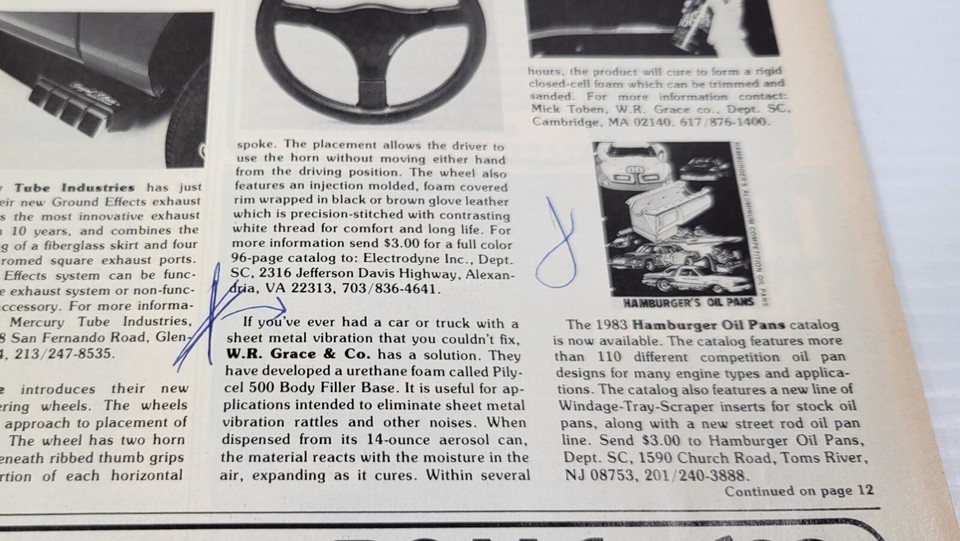 y Tube Industries has just
eir new Ground Effects exhaust
s the most innovative exhaust
n 10 years, and combines the
g of a fiberglass skirt and four
romed square exhaust ports.
Effects system can be func-
e exhaust system or non-func-
ccessory. For more informa-
Mercury Tube Industries,
8 San Fernando Road, Glen-
4, 213/247-8535.
e introduces their new
ering wheels. The wheels
approach to placement of
The wheel has two horn
eneath ribbed thumb grips
rtion of each horizontal
spoke. The placement allows the driver to
use the horn without moving either hand
from the driving position. The wheel also
features an injection molded, foam covered
rim wrapped in black or brown glove leather
which is precision-stitched with contrasting
white thread for comfort and long life. For
more information send $3.00 for a full color
96-page catalog to: Electrodyne Inc., Dept.
SC, 2316 Jefferson Davis Highway, Alexan-
dria, VA 22313, 703/836-4641.
If you've ever had a car or truck with a
sheet metal vibration that you couldn't fix,
W.R. Grace & Co. has a solution. They
have developed a urethane foam called Pily-
cel 500 Body Filler Base. It is useful for ap-
plications intended to eliminate sheet metal
vibration rattles and other noises. When
dispensed from its 14-ounce aerosol can,
the material reacts with the moisture in the
air, expanding as it cures. Within several
hours, the product will cure to form a rigid
closed-cell foam which can be trimmed and
sanded. For more information contact:
Mick Toben, W.R. Grace co., Dept. SC,
Cambridge, MA 02140. 617/876-1400.
HAMBURGER'S ALUMINUM COMPETITION OIL PANS
HAMBURGER'S OIL PANS
The 1983 Hamburger Oil Pans catalog
is now available. The catalog features more
than 110 different competition oil pan
designs for many engine types and applica-
tions. The catalog also features a new line of
Windage-Tray-Scraper inserts for stock oil
pans, along with a new street rod oil pan
line. Send $3.00 to Hamburger Oil Pans,
Dept. SC, 1590 Church Road, Toms River,
NJ 08753, 201/240-3888.
Continued on page 12